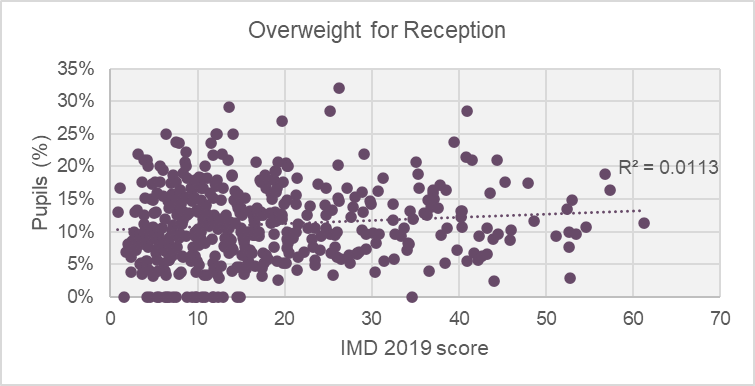 Overweight for Reception
35%
30%
25%
20%
15%
10%
5%
0%
Pupils (%)
R² = 0.0113
0 10 20 30 40 50 60 70
IMD 2019 score